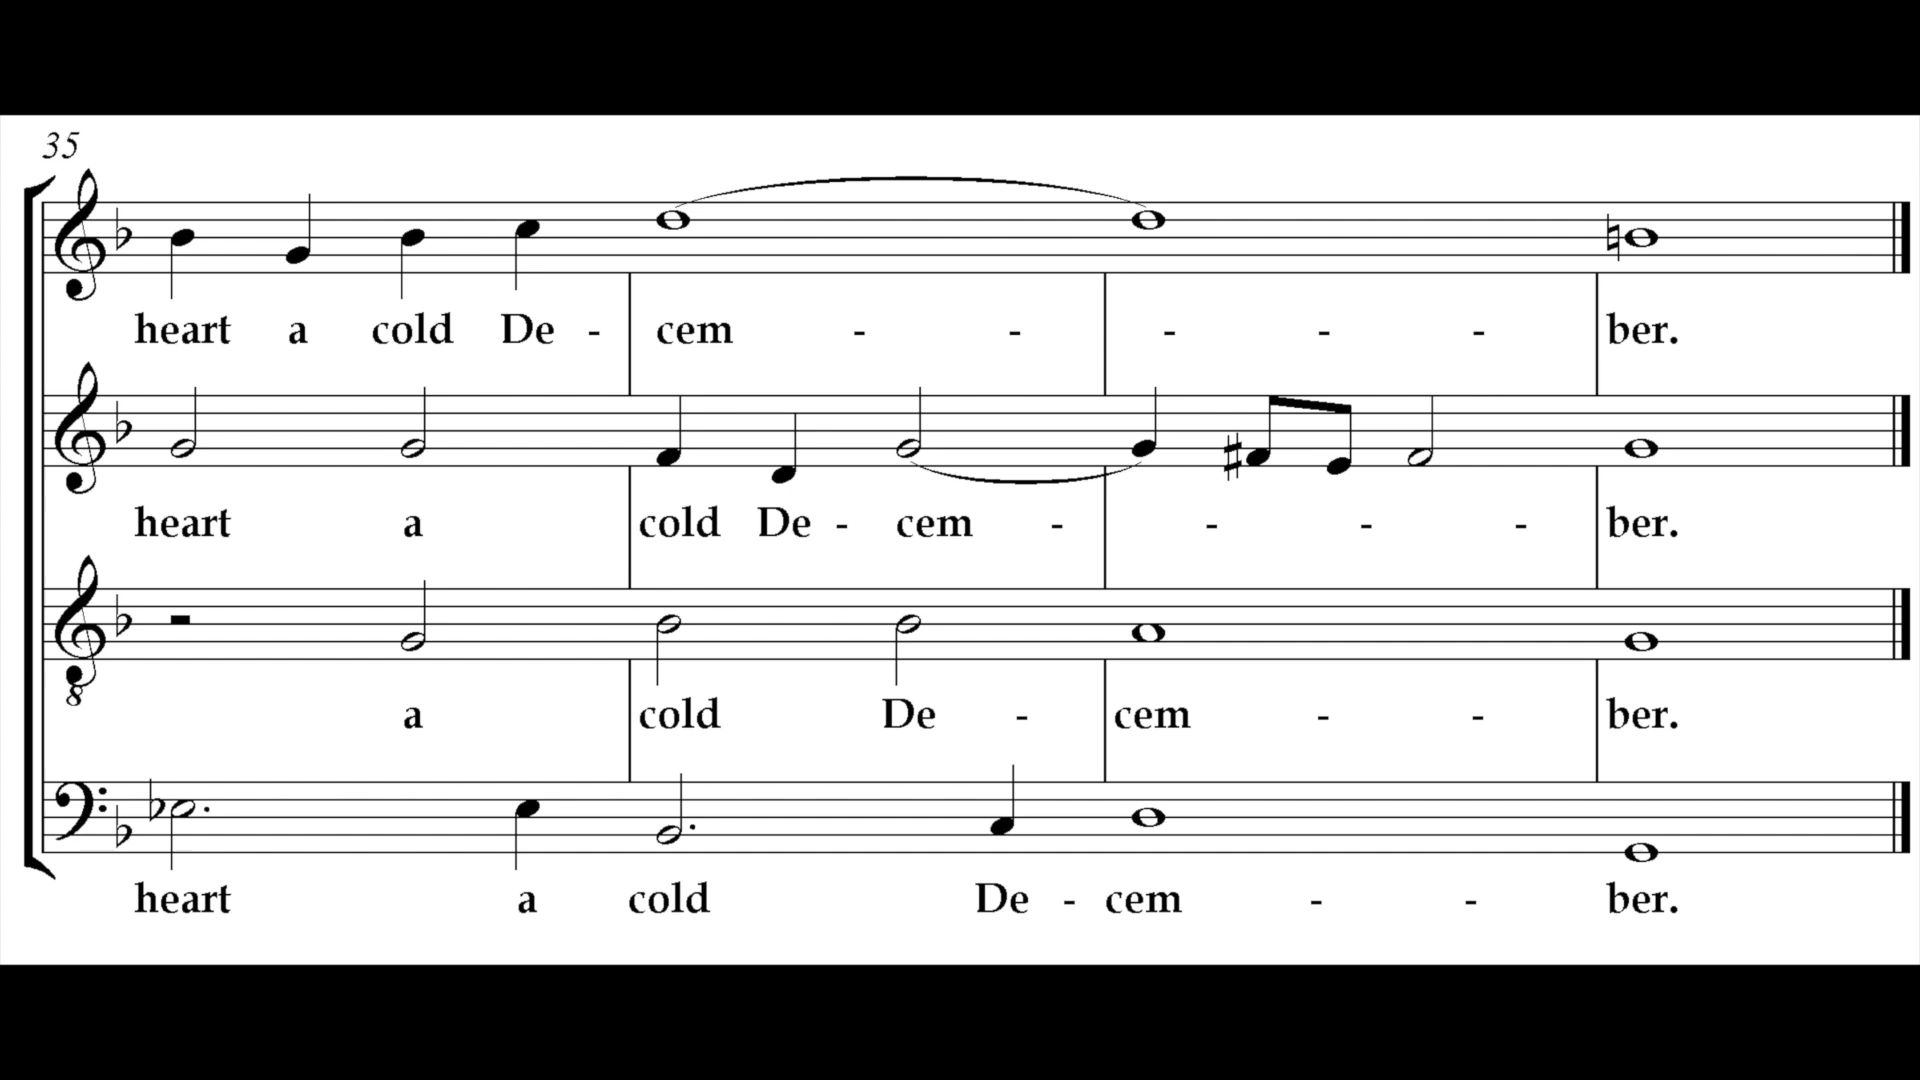 35
heart a cold De - cem - - - - - ber.
heart a cold De - cem - - - - ber.
8
a cold De - cem - - ber.
heart a cold De - cem - - ber.